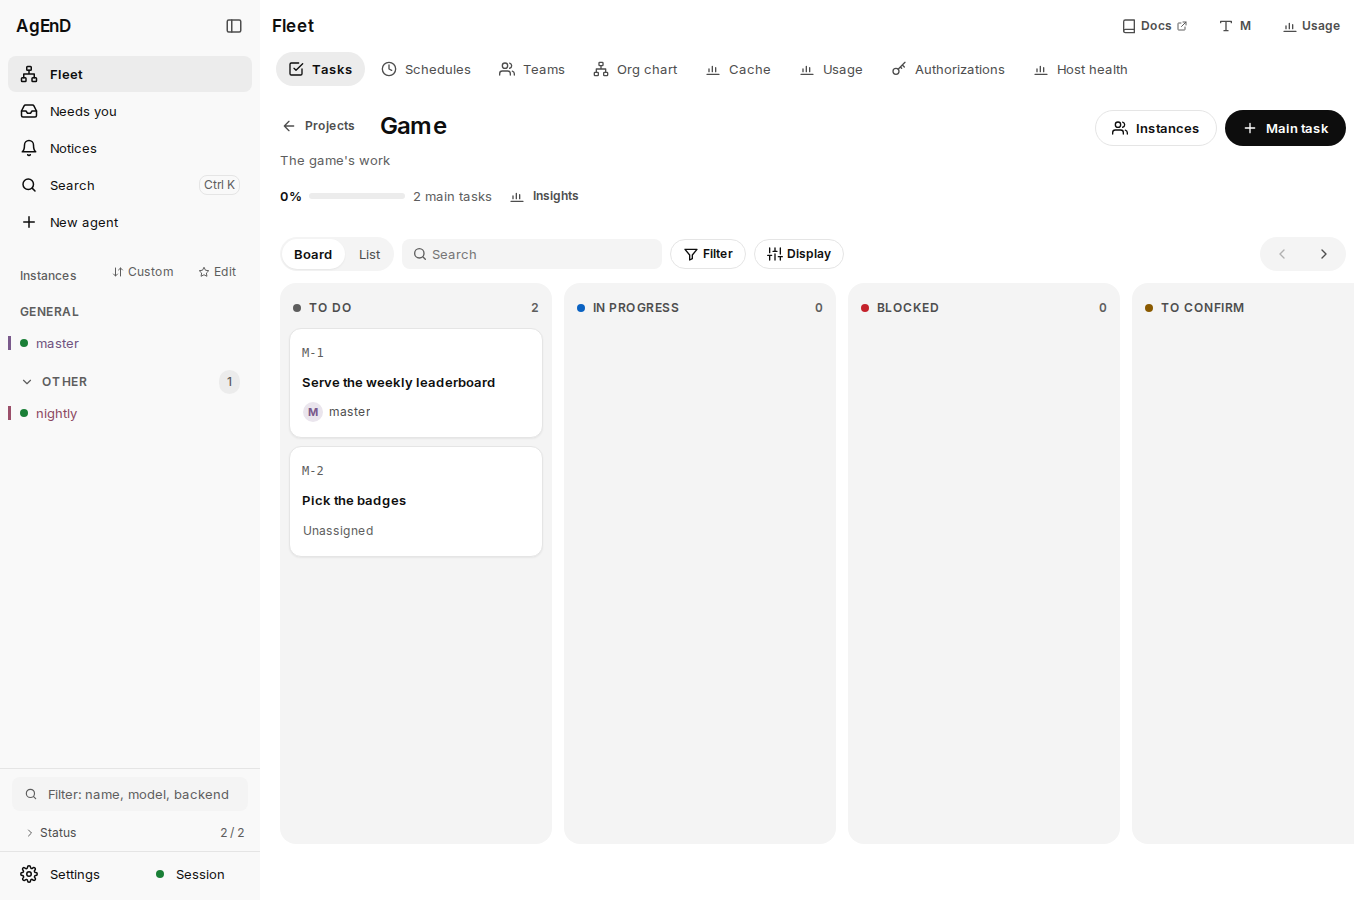 AgEnD
Fleet
Needs you
Notices
Search
Ctrl K
New agent
Instances
Custom
Edit
GENERAL
master
OTHER
1
nightly
Filter: name, model, backend
Status
2 / 2
Settings
Session
Fleet
Docs
M
Usage
Tasks
Schedules
Teams
Org chart
Cache
Usage
Authorizations
Host health
Projects
Game
Instances
Main task
The game's work
0%
2 main tasks
Insights
Board
List
Search
Filter
Display
TO DO
2
M-1
Serve the weekly leaderboard
M
master
M-2
Pick the badges
Unassigned
IN PROGRESS
0
BLOCKED
0
TO CONFIRM